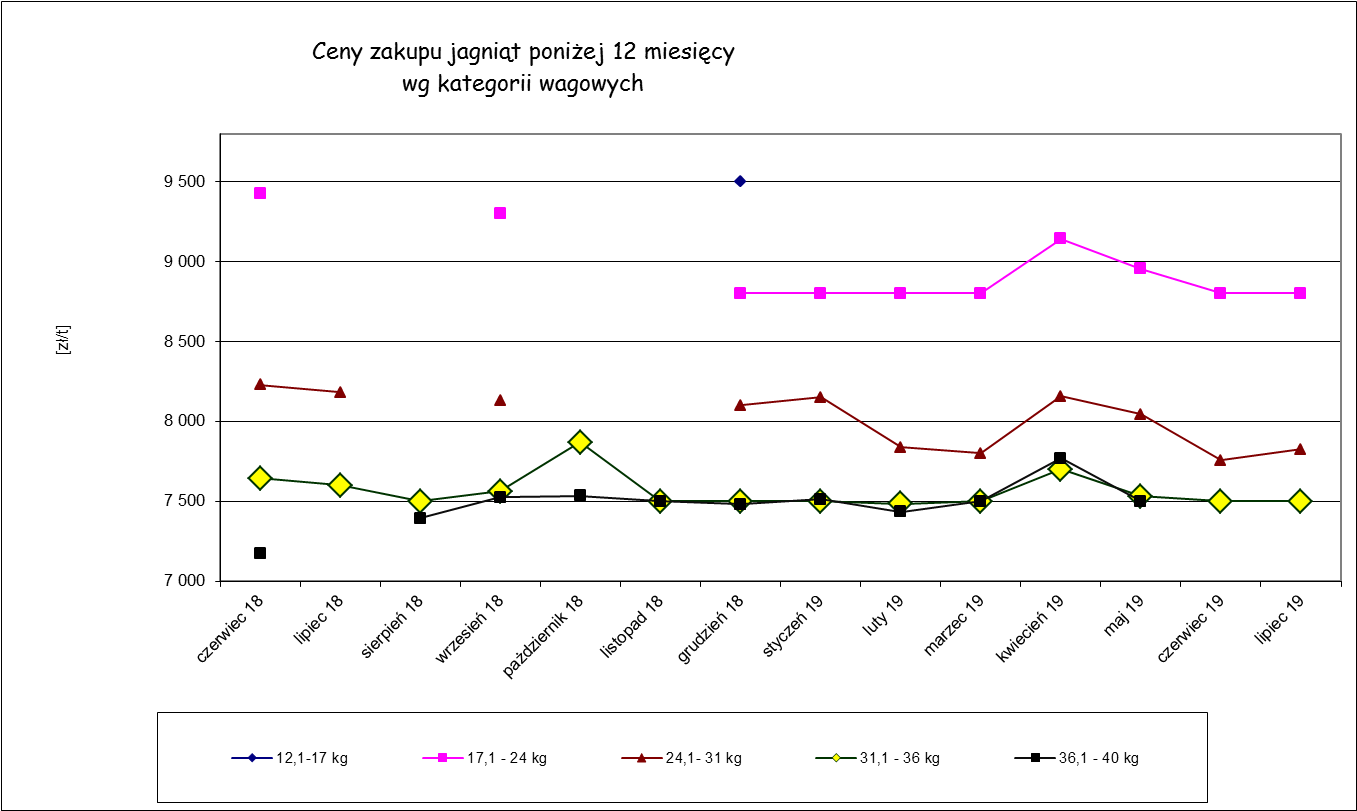 Ceny zakupu jagniąt poniżej 12 miesięcy
wg kategorii wagowych
[zł/t]
9 500
9 000
8 500
8 000
7 500
7 000
czerwiec 18
lipiec 18
sierpień 18
wrzesień 18
październik 18
listopad 18
grudzień 18
styczeń 19
luty 19
marzec 19
kwiecień 19
maj 19
czerwiec 19
lipiec 19
12,1-17 kg
17,1 - 24 kg
24,1- 31 kg
31,1 - 36 kg
36,1 - 40 kg